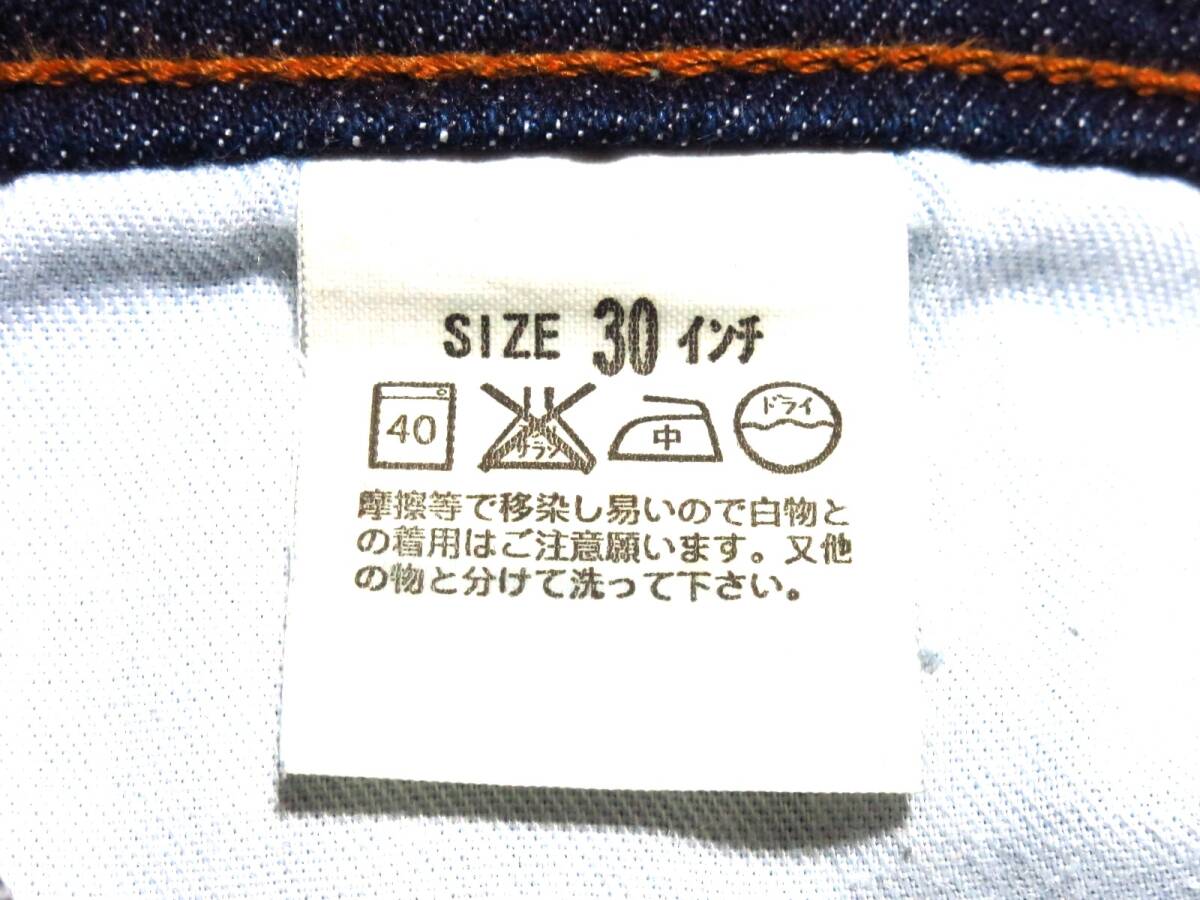 SIZE 30 インチ
40 サラシ 中 ドライ
摩擦等で移染し易いので白物と
の着用はご注意願います。又他
の物と分けて洗って下さい。